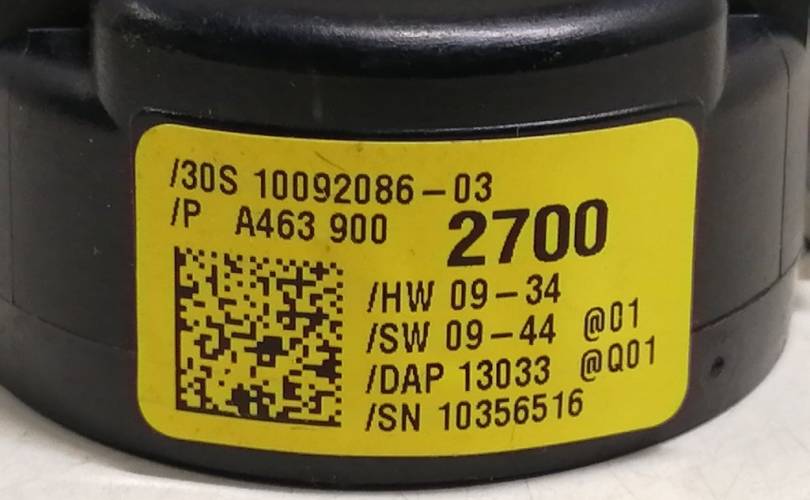 /30S 10092086-03
/P A463 900 2700
/HW 09-34
/SW 09-44 @01
/DAP 13033 @Q01
/SN 10356516